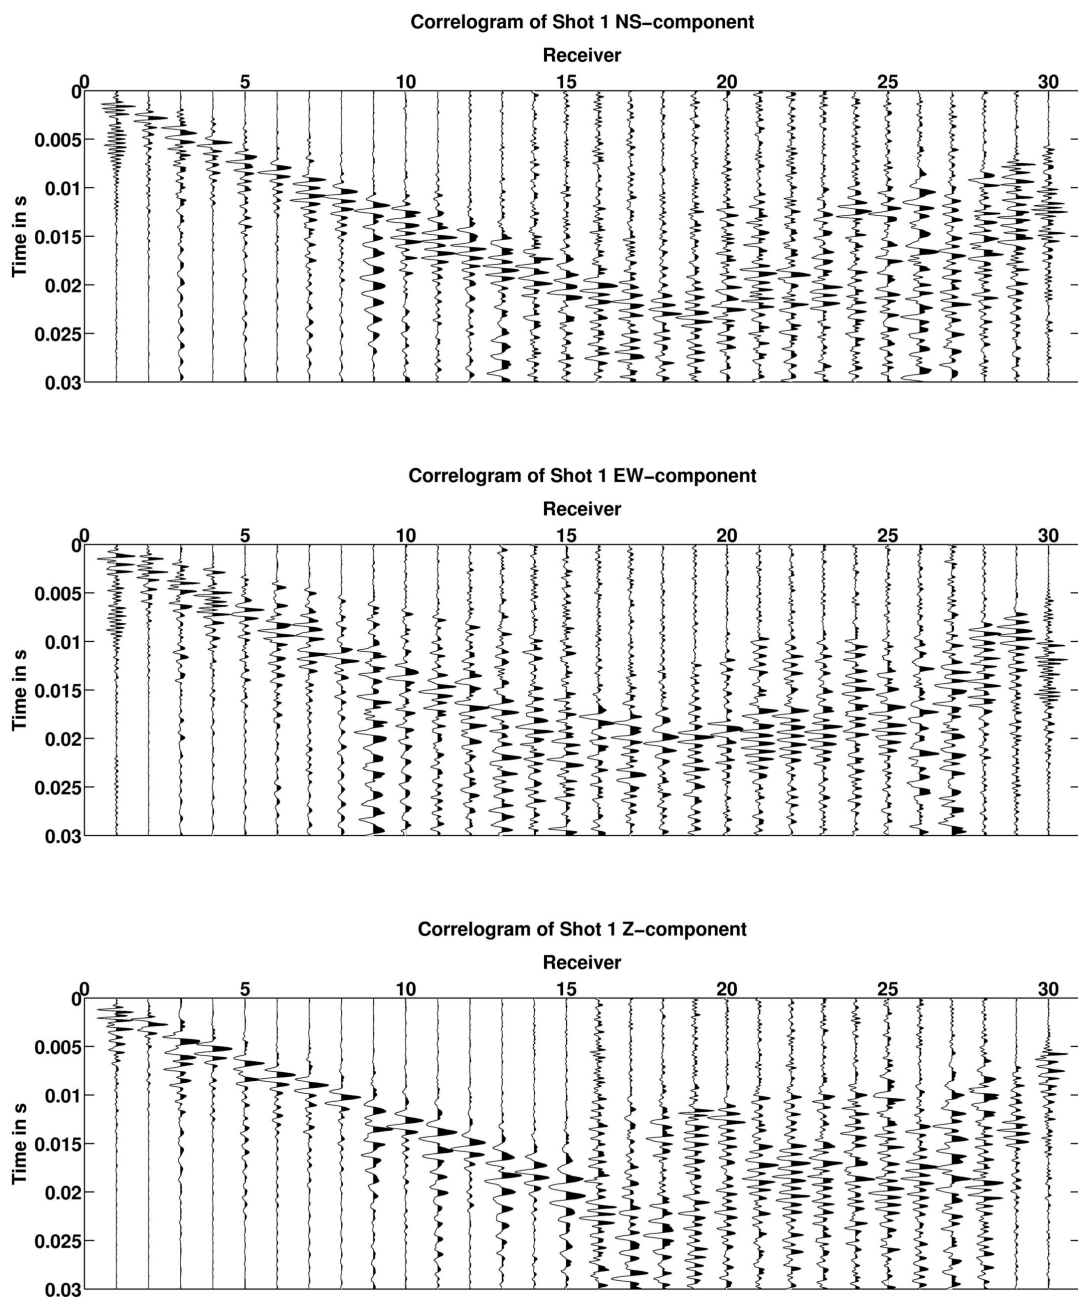 Correlogram of Shot 1 NS−component
Receiver
0 5 10 15 20 25 30
0
0.005
0.01
0.015
0.02
0.025
0.03
Time in s
Correlogram of Shot 1 EW−component
Receiver
0 5 10 15 20 25 30
0
0.005
0.01
0.015
0.02
0.025
0.03
Time in s
Correlogram of Shot 1 Z−component
Receiver
0 5 10 15 20 25 30
0
0.005
0.01
0.015
0.02
0.025
0.03
Time in s